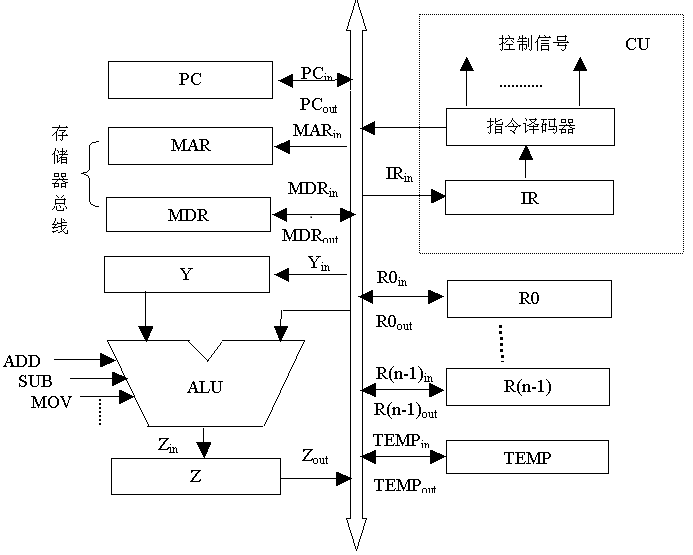 控制信号 CU
PC
PCin
PCout
指令译码器
存储器总线
MAR
MARin
IRin
IR
MDR
MDRin
MDRout
Y
Yin
R0in
R0
R0out
ADD
SUB
MOV
ALU
R(n-1)in
R(n-1)
R(n-1)out
Zin
Zout
Z
TEMPin
TEMP
TEMPout